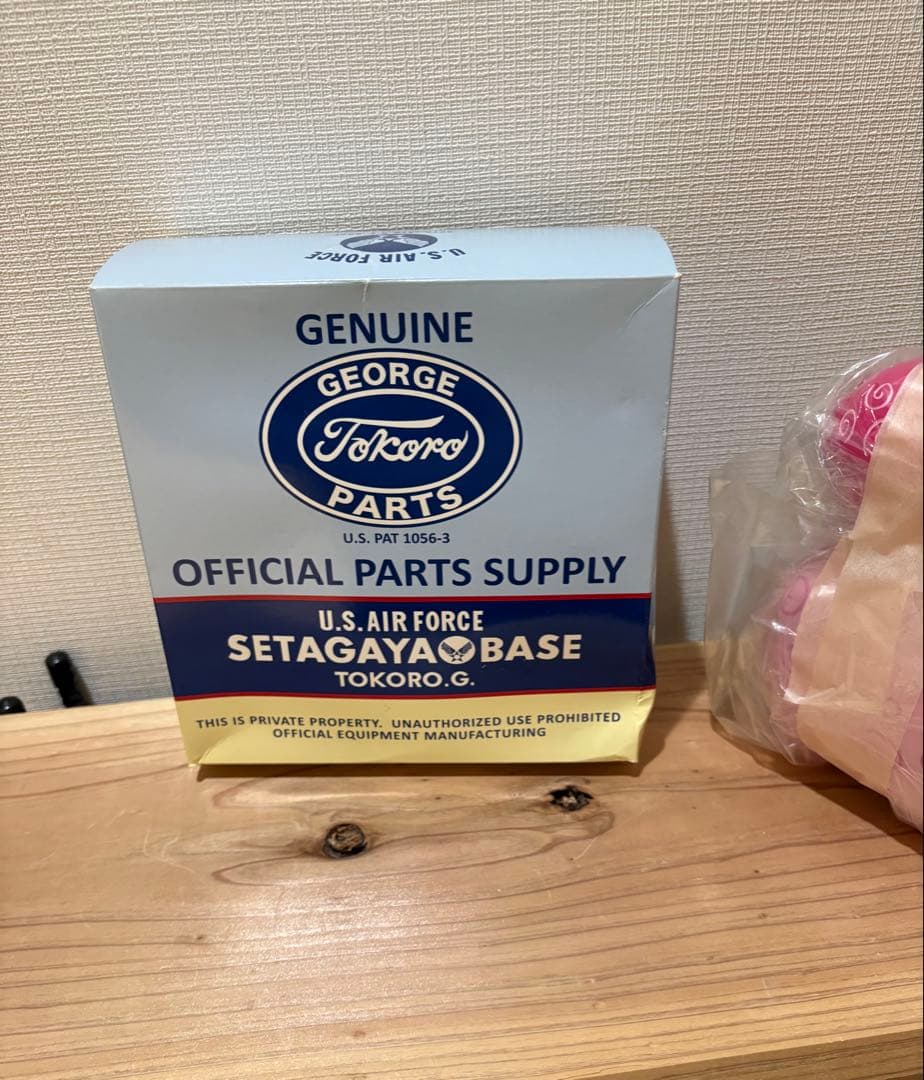 U.S. AIR FORCE
GENUINE
GEORGE
Tokoro
PARTS
U.S. PAT 1056-3
OFFICIAL PARTS SUPPLY
U.S. AIR FORCE
SETAGAYA BASE
TOKORO.G.
THIS IS PRIVATE PROPERTY. UNAUTHORIZED USE PROHIBITED
OFFICIAL EQUIPMENT MANUFACTURING